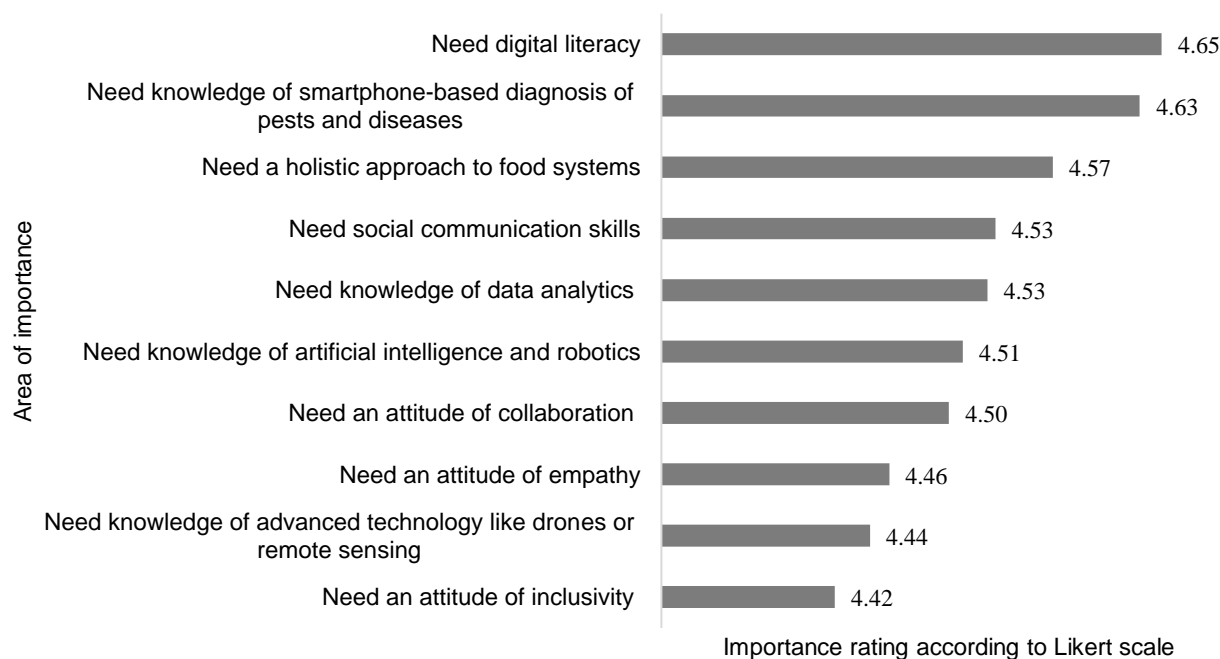 Need digital literacy
4.65
Need knowledge of smartphone-based diagnosis of
pests and diseases
4.63
Need a holistic approach to food systems
4.57
Need social communication skills
4.53
Need knowledge of data analytics
4.53
Need knowledge of artificial intelligence and robotics
4.51
Need an attitude of collaboration
4.50
Need an attitude of empathy
4.46
Need knowledge of advanced technology like drones or
remote sensing
4.44
Need an attitude of inclusivity
4.42
Area of importance
Importance rating according to Likert scale